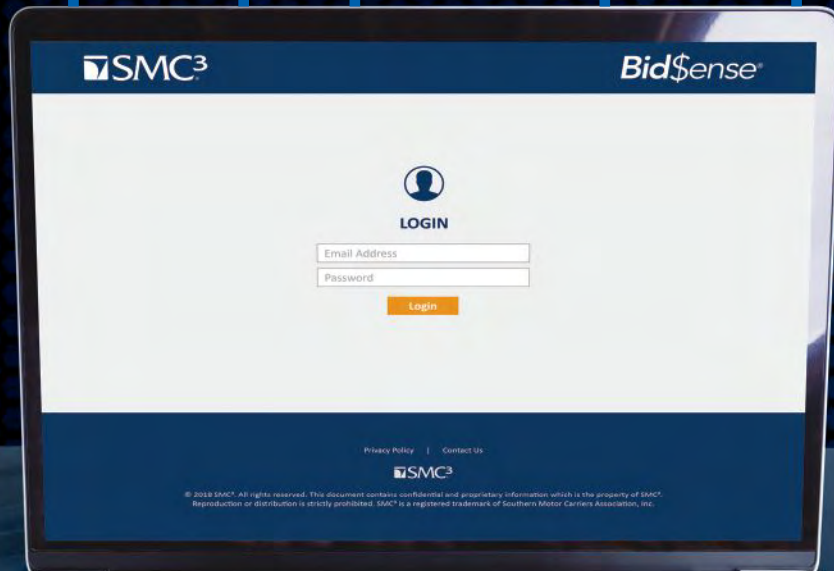 SMC³
Bid$ense®
LOGIN
Email Address
Password
Login
Privacy Policy | Contact Us
SMC³
© 2018 SMC³. All rights reserved. This document contains confidential and proprietary information which is the property of SMC³.
Reproduction or distribution is strictly prohibited. SMC³ is a registered trademark of Southern Motor Carriers Association, Inc.